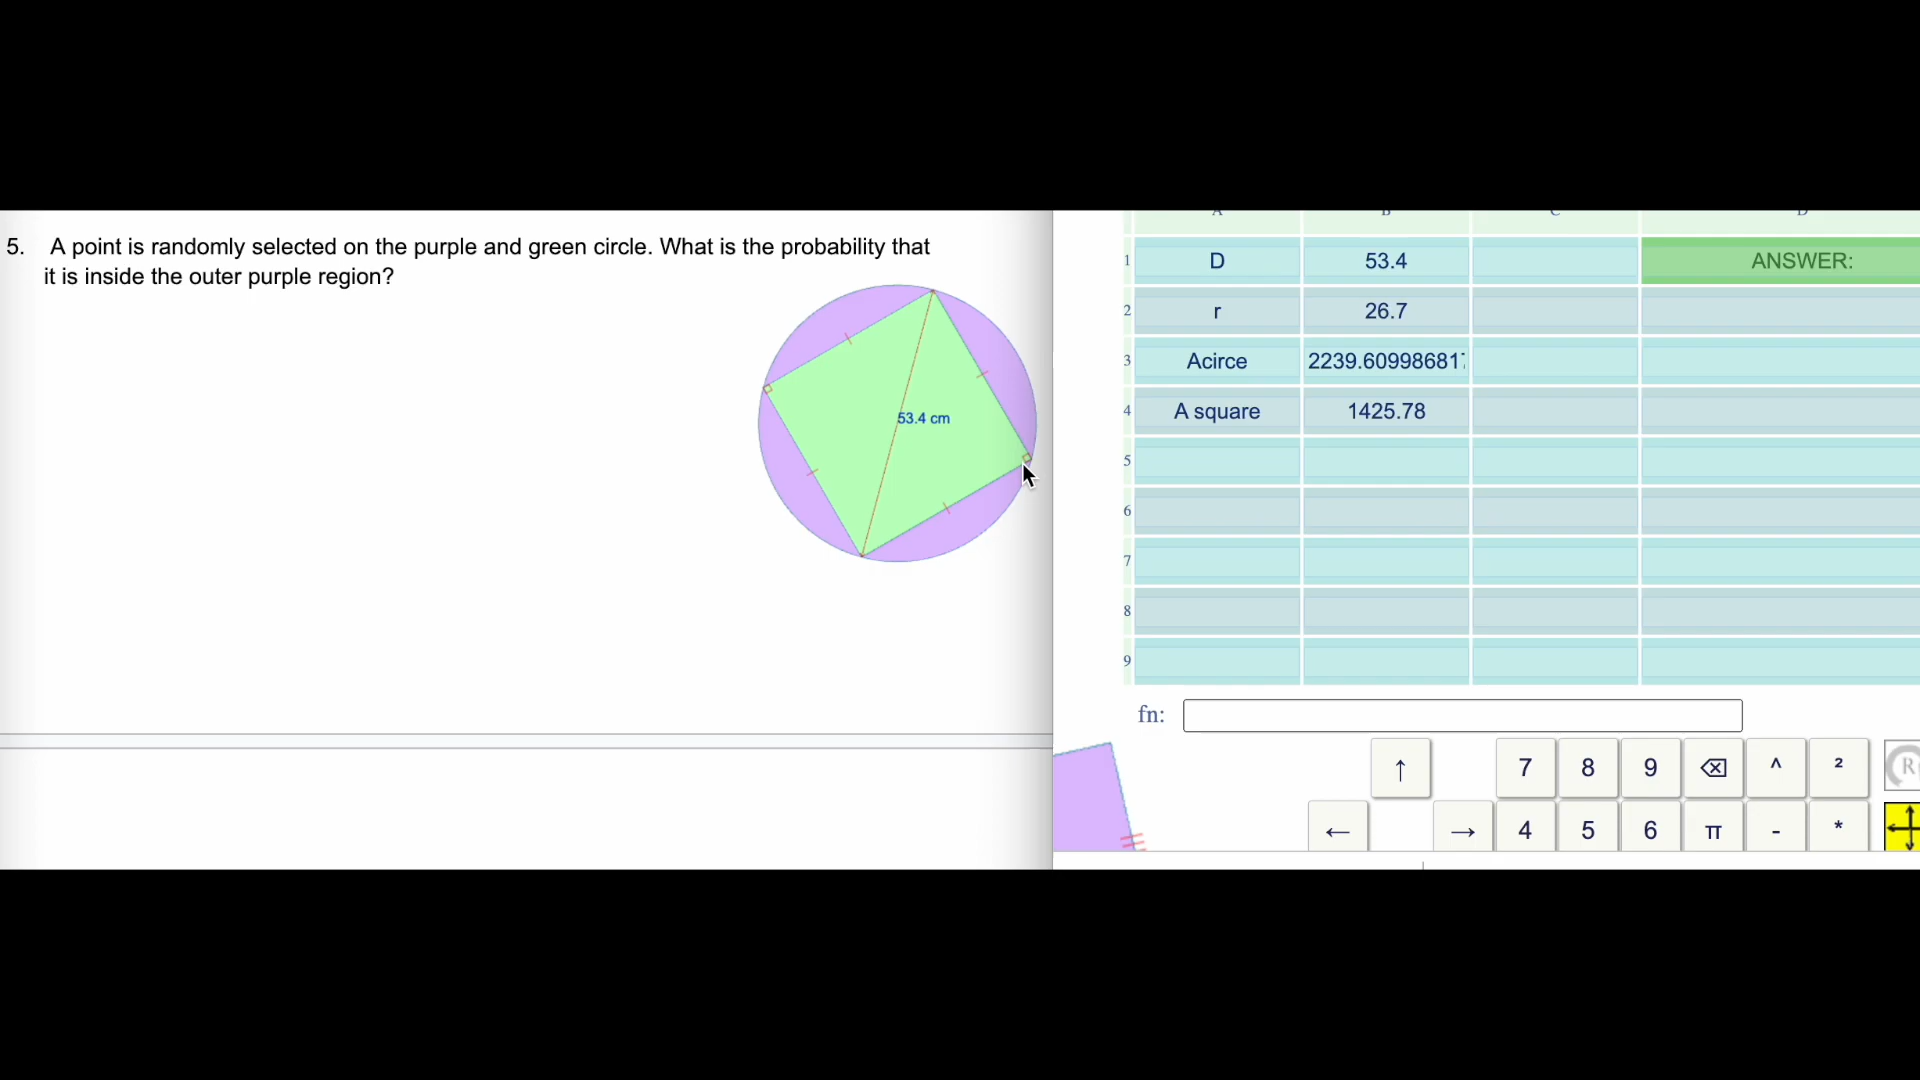 5. A point is randomly selected on the purple and green circle. What is the probability that
it is inside the outer purple region?
53.4 cm
1 D 53.4 ANSWER:
2 r 26.7
3 Acirce 2239.609986817
4 A square 1425.78
5
6
7
8
9
fn:
↑ 7 8 9 ⌫ ^ ²
← → 4 5 6 π - *
R